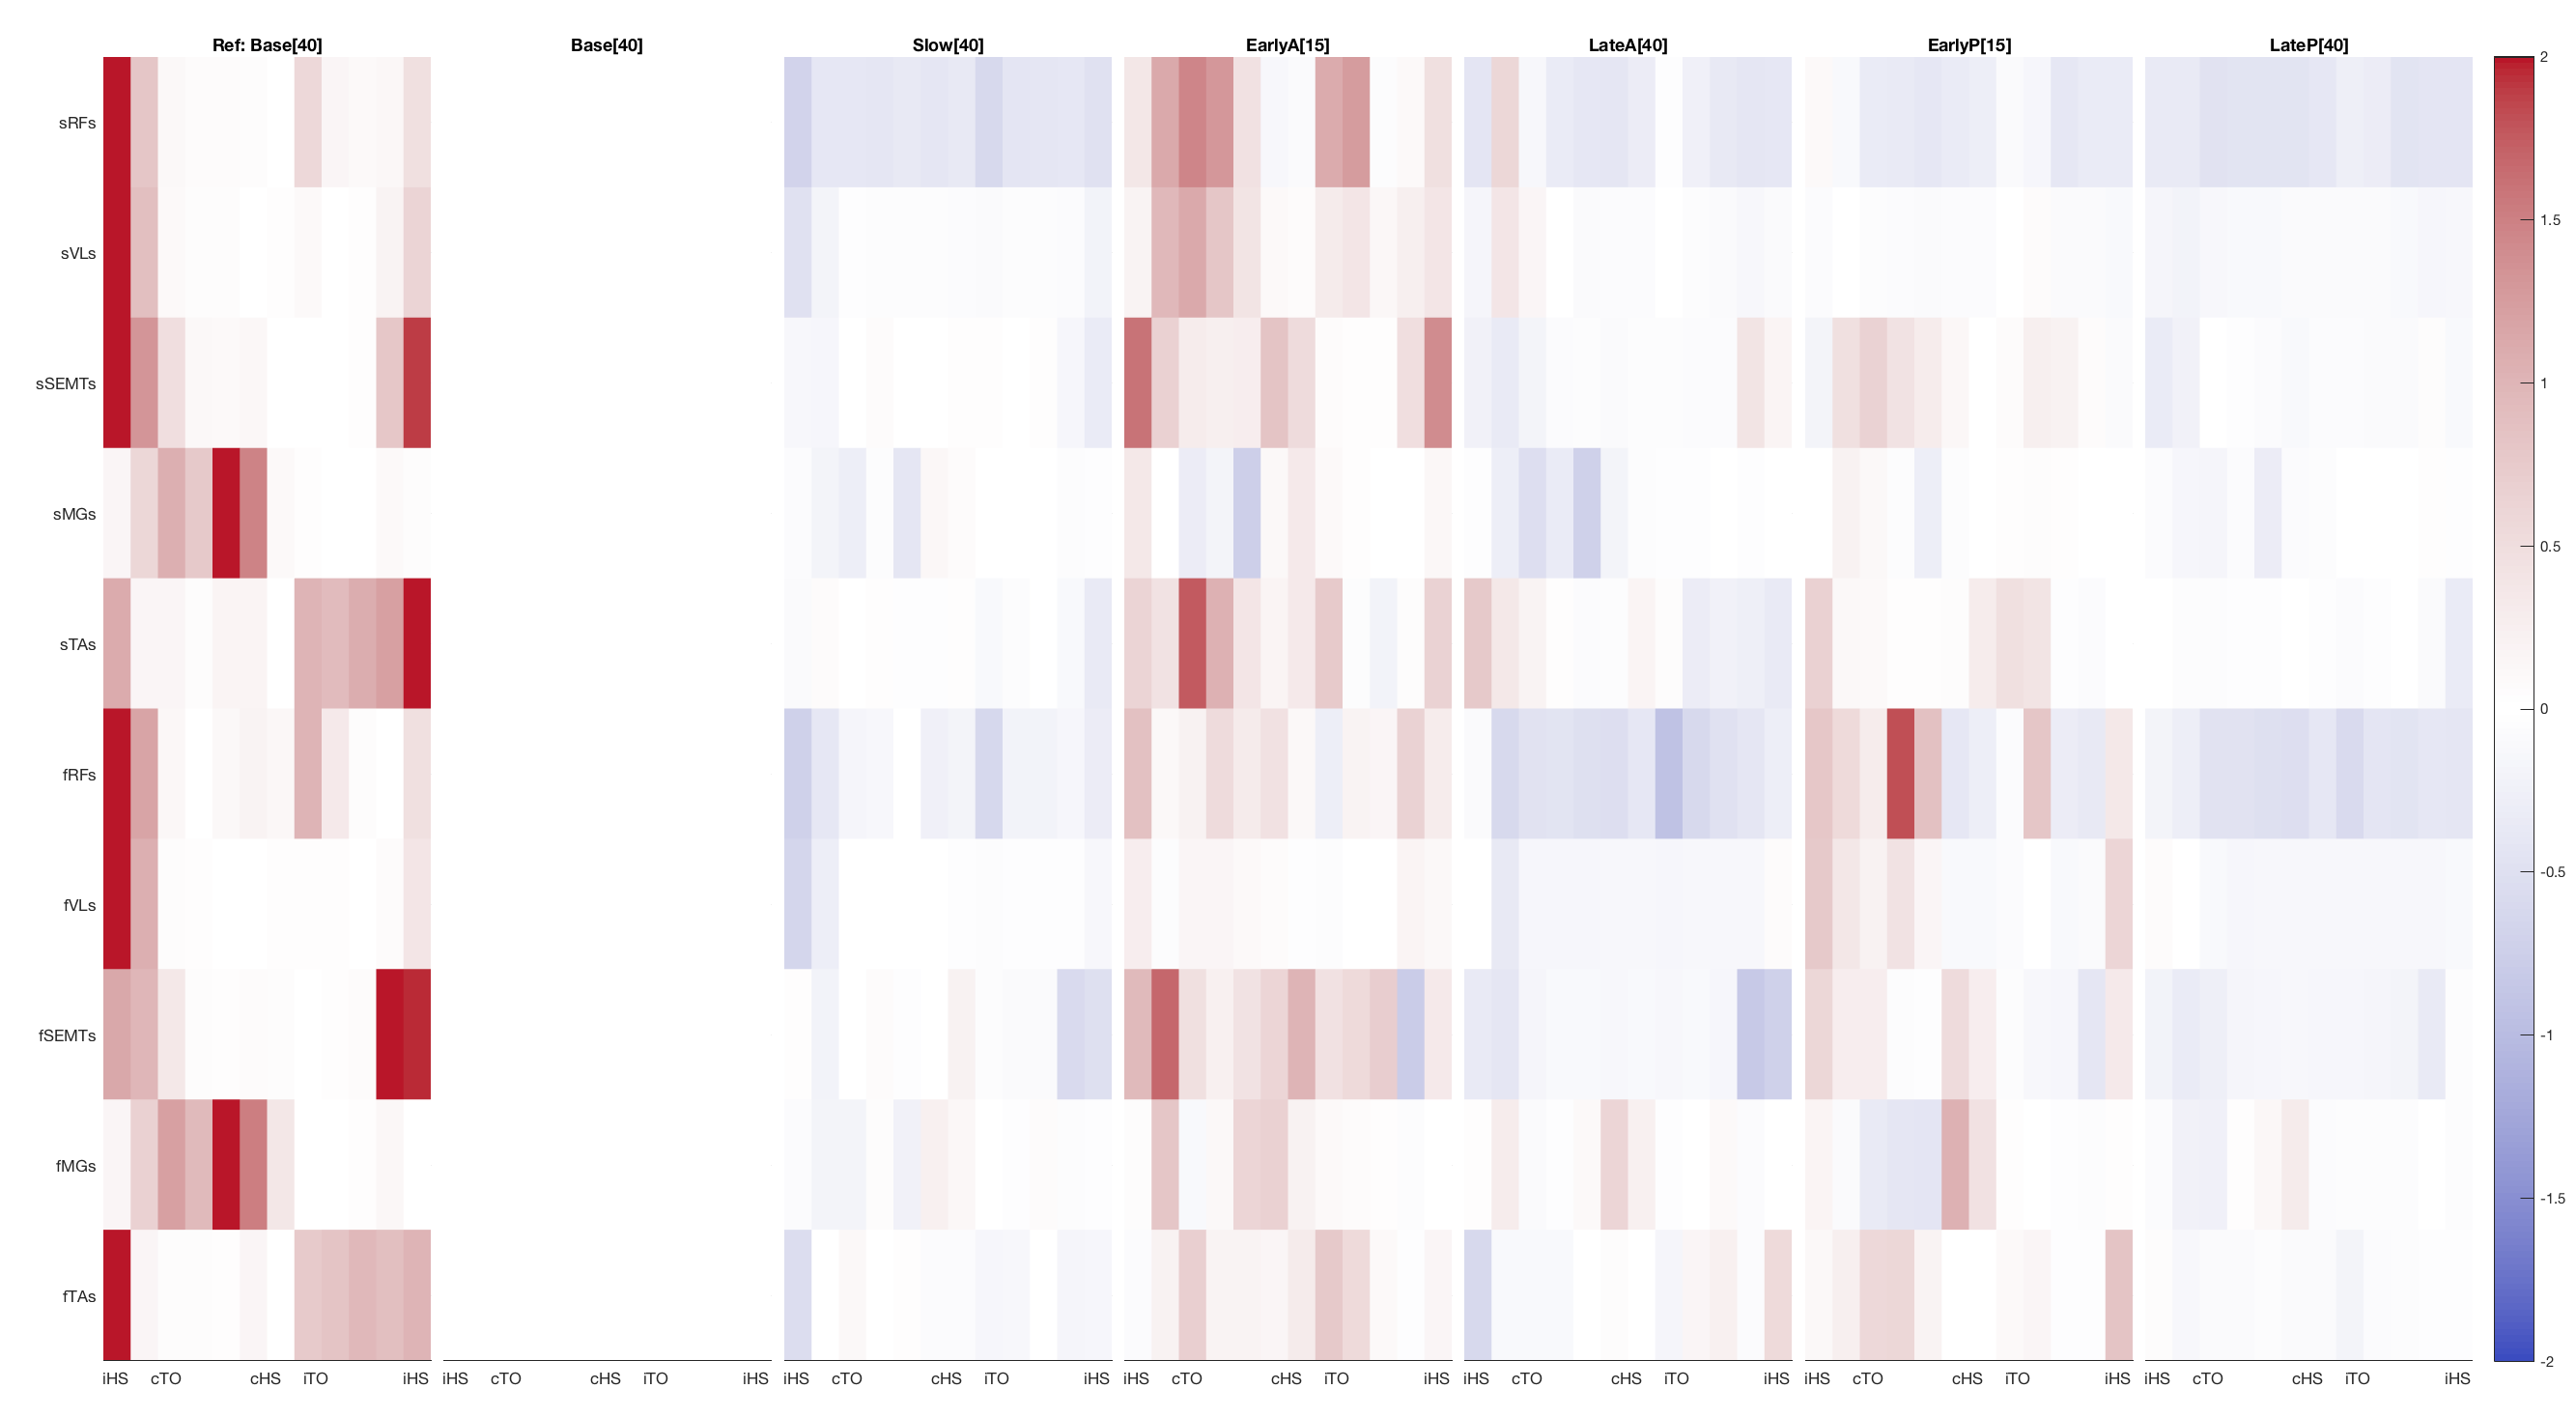 Ref: Base[40] Base[40] Slow[40] EarlyA[15] LateA[40] EarlyP[15] LateP[40]
2
sRFs
1.5
sVLs
1
sSEMTs
0.5
sMGs
sTAs
0
fRFs
-0.5
fVLs
-1
fSEMTs
fMGs
-1.5
fTAs
-2
iHS cTO cHS iTO iHS iHS cTO cHS iTO iHS iHS cTO cHS iTO iHS iHS cTO cHS iTO iHS iHS cTO cHS iTO iHS iHS cTO cHS iTO iHS iHS cTO cHS iTO iHS